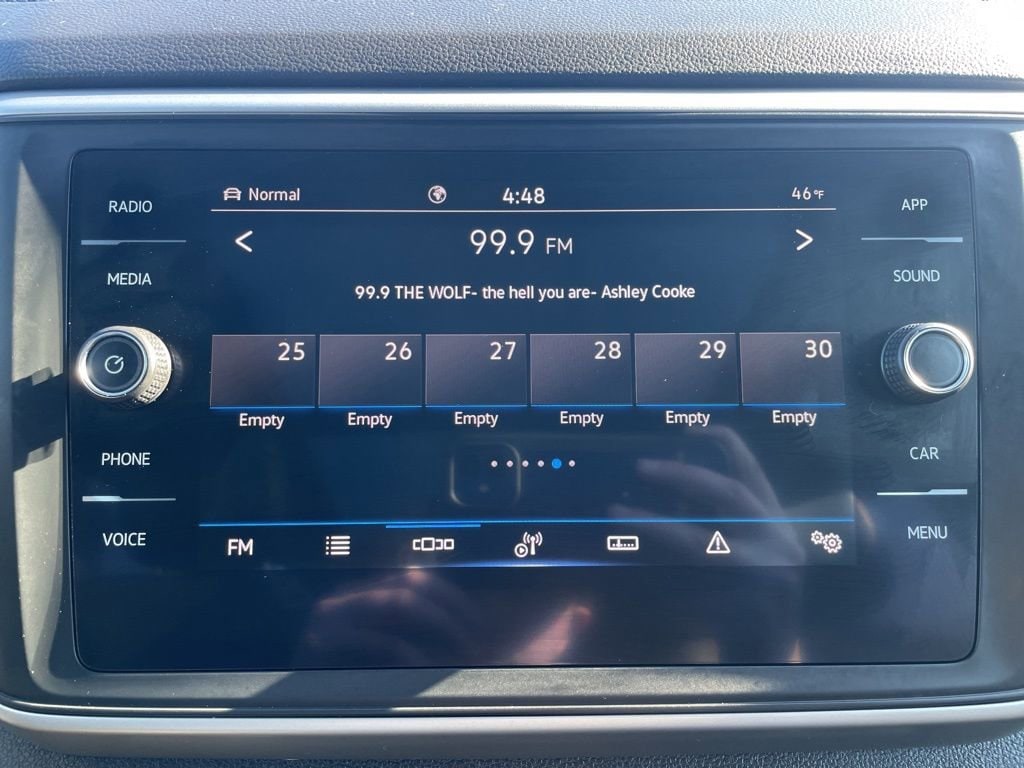 RADIO
MEDIA
PHONE
VOICE
Normal 4:48 46°F
< 99.9 FM >
99.9 THE WOLF- the hell you are- Ashley Cooke
25 26 27 28 29 30
Empty Empty Empty Empty Empty Empty
FM
APP
SOUND
CAR
MENU